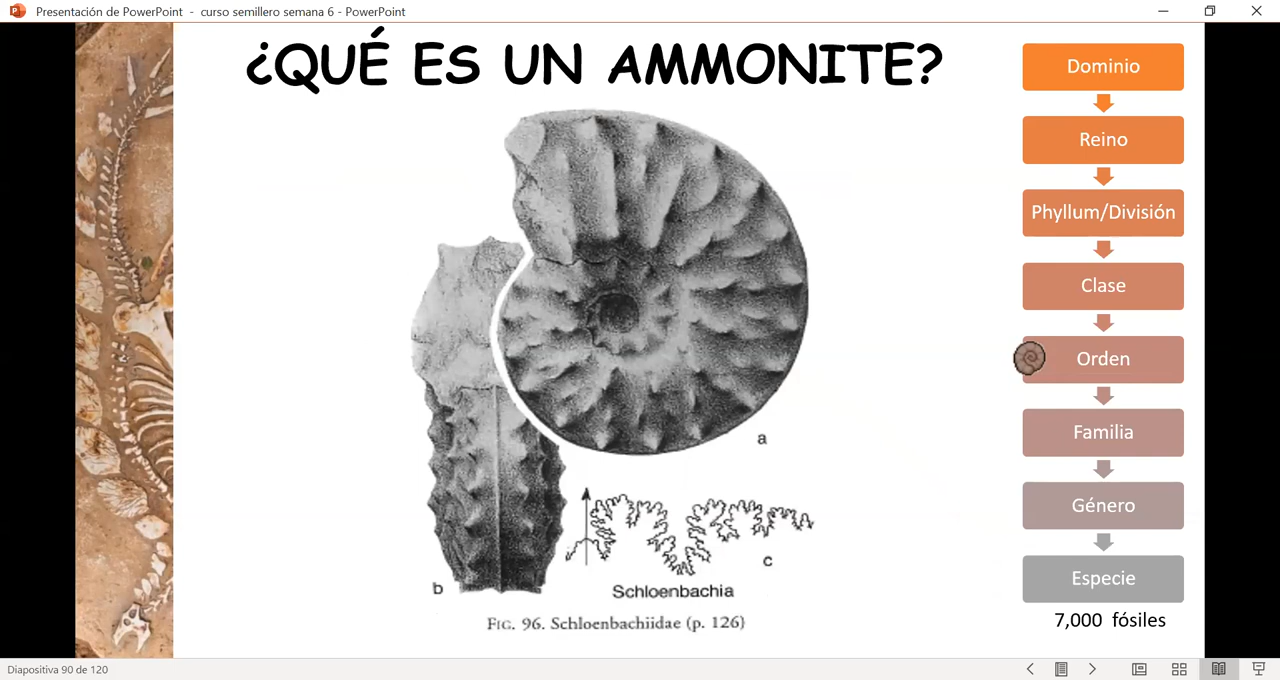 Presentación de PowerPoint - curso semillero semana 6 - PowerPoint
¿QUÉ ES UN AMMONITE?
Dominio
Reino
Phyllum/División
Clase
Orden
Familia
Género
Especie
7,000 fósiles
a
b
c
Schloenbachia
FIG. 96. Schloenbachiidae (p. 126)
Diapositiva 90 de 120